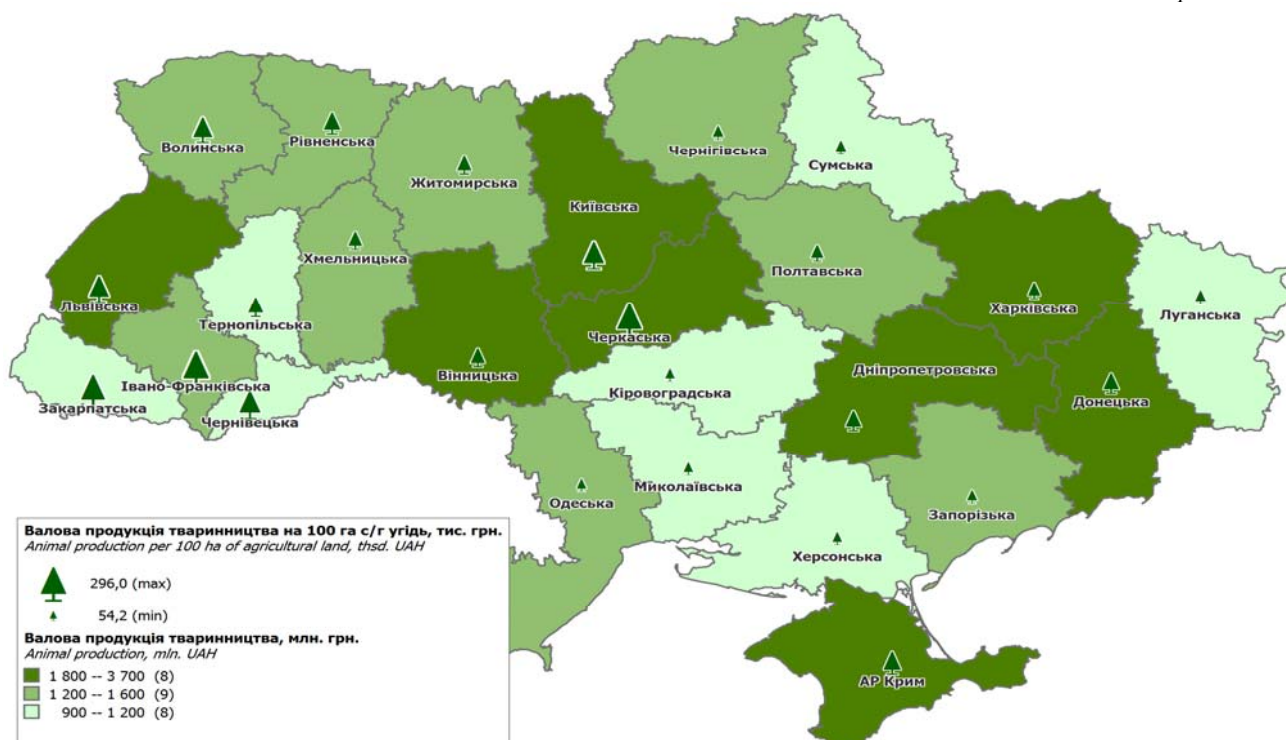 Волинська
Рівненська
Житомирська
Чернігівська
Сумська
Київська
Хмельницька
Полтавська
Львівська
Тернопільська
Харківська
Луганська
Черкаська
Вінницька
Дніпропетровська
Івано-Франківська
Закарпатська
Чернівецька
Кіровоградська
Донецька
Миколаївська
Одеська
Запорізька
Херсонська
АР Крим
Валова продукція тваринництва на 100 га с/г угідь, тис. грн.
Animal production per 100 ha of agricultural land, thsd. UAH
296,0 (max)
54,2 (min)
Валова продукція тваринництва, млн. грн.
Animal production, mln. UAH
1 800 -- 3 700 (8)
1 200 -- 1 600 (9)
900 -- 1 200 (8)